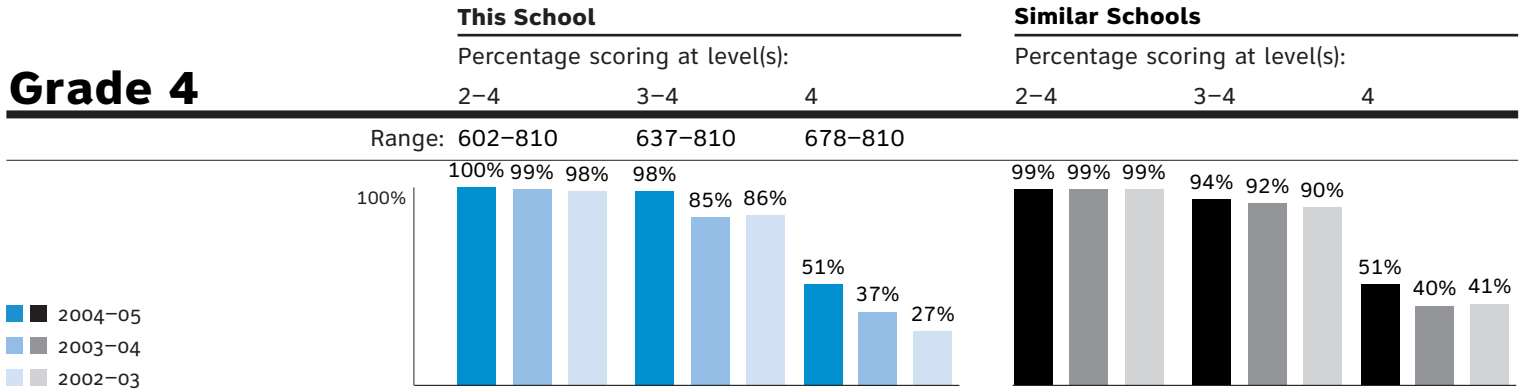 This School
Similar Schools
Percentage scoring at level(s):
Percentage scoring at level(s):
Grade 4
2–4 3–4 4
2–4 3–4 4
Range: 602–810 637–810 678–810
100% 99% 98% 98% 85% 86% 51% 37% 27%
99% 99% 99% 94% 92% 90% 51% 40% 41%
100%
2004–05
2003–04
2002–03